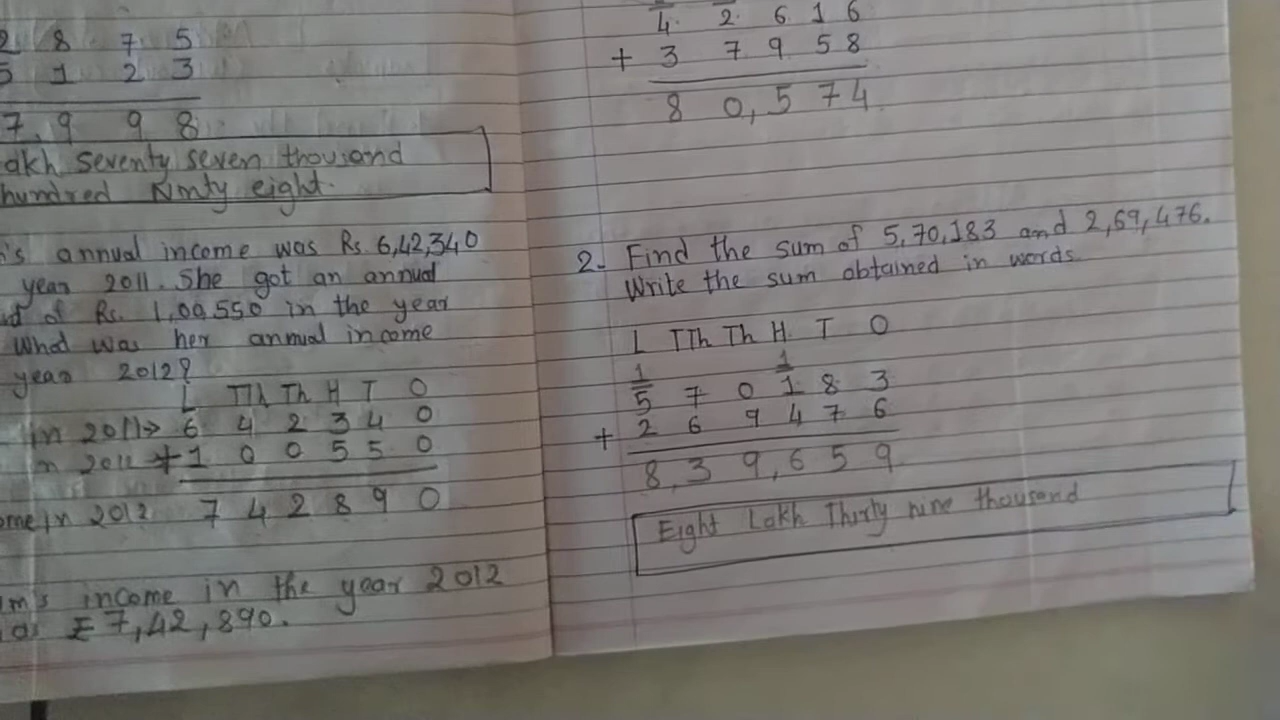 2 8 7 5
5 1 2 3
7,9 9 8
akh seventy seven thousand
hundred Ninty eight.
's annual income was Rs. 6,42,340
year 2011. She got an annual
of Rs. 1,00,550 in the year
What was her annual income
year 2012?
L TTh Th H T O
in 2011→ 6 4 2 3 4 0
+ 1 0 0 5 5 0
ome in 2012 7 4 2 8 9 0
m's income in the year 2012
as ₹ 7,42,890.
4 2 6 1 6
+ 3 7 9 5 8
8 0,5 7 4
2. Find the sum of 5,70,183 and 2,69,476.
Write the sum obtained in words.
L TTh Th H T O
1 1
5 7 0 1 8 3
+ 2 6 9 4 7 6
8,3 9,6 5 9
Eight Lakh Thirty nine thousand